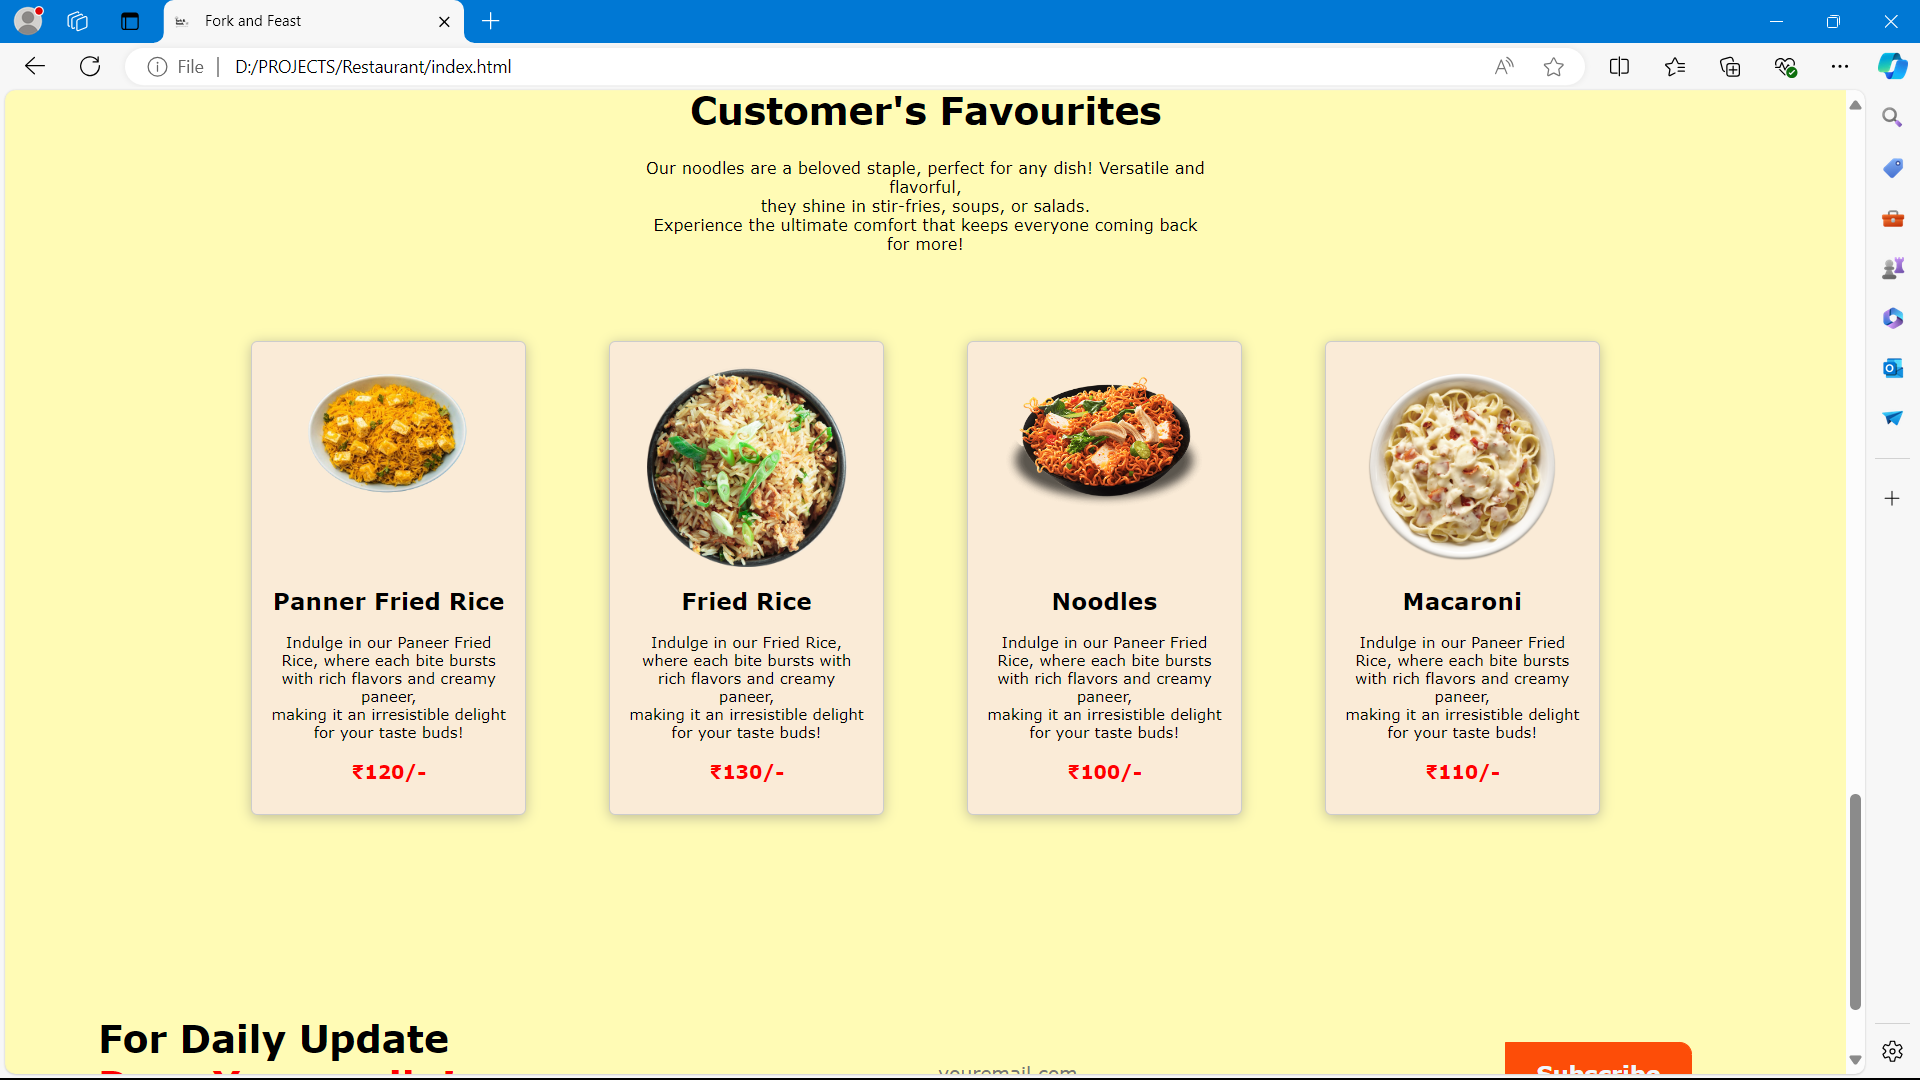 Fork and Feast
File
D:/PROJECTS/Restaurant/index.html
Customer's Favourites
Our noodles are a beloved staple, perfect for any dish! Versatile and
flavorful,
they shine in stir-fries, soups, or salads.
Experience the ultimate comfort that keeps everyone coming back
for more!
Panner Fried Rice
Indulge in our Paneer Fried
Rice, where each bite bursts
with rich flavors and creamy
paneer,
making it an irresistible delight
for your taste buds!
₹120/-
Fried Rice
Indulge in our Fried Rice,
where each bite bursts with
rich flavors and creamy
paneer,
making it an irresistible delight
for your taste buds!
₹130/-
Noodles
Indulge in our Paneer Fried
Rice, where each bite bursts
with rich flavors and creamy
paneer,
making it an irresistible delight
for your taste buds!
₹100/-
Macaroni
Indulge in our Paneer Fried
Rice, where each bite bursts
with rich flavors and creamy
paneer,
making it an irresistible delight
for your taste buds!
₹110/-
For Daily Update
youremail.com
Subscribe